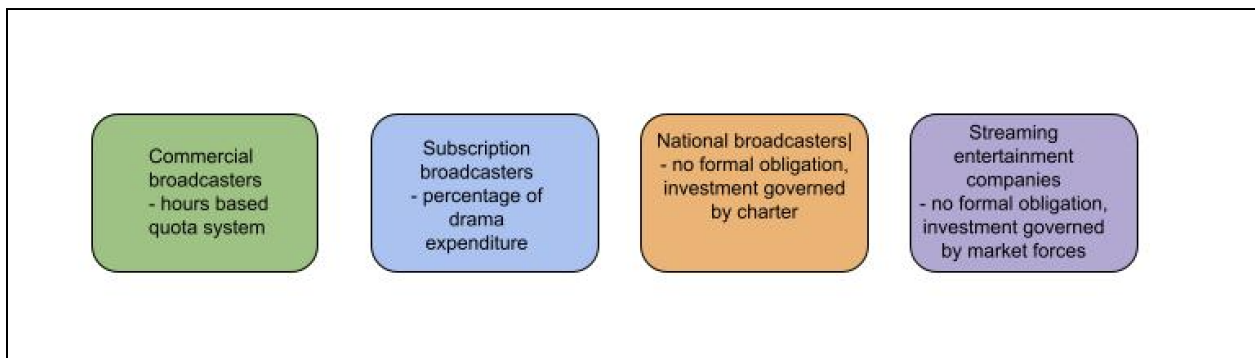 Commercial
broadcasters
- hours based
quota system
Subscription
broadcasters
- percentage of
drama
expenditure
National broadcasters|
- no formal obligation,
investment governed
by charter
Streaming
entertainment
companies
- no formal obligation,
investment governed
by market forces